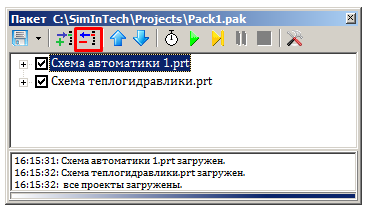 Пакет C:\SimInTech\Projects\Pack1.pak
Схема автоматики 1.prt
Схема теплогидравлики.prt
16:15:31: Схема автоматики 1.prt загружен.
16:15:32: Схема теплогидравлики.prt загружен.
16:15:32: все проекты загружены.